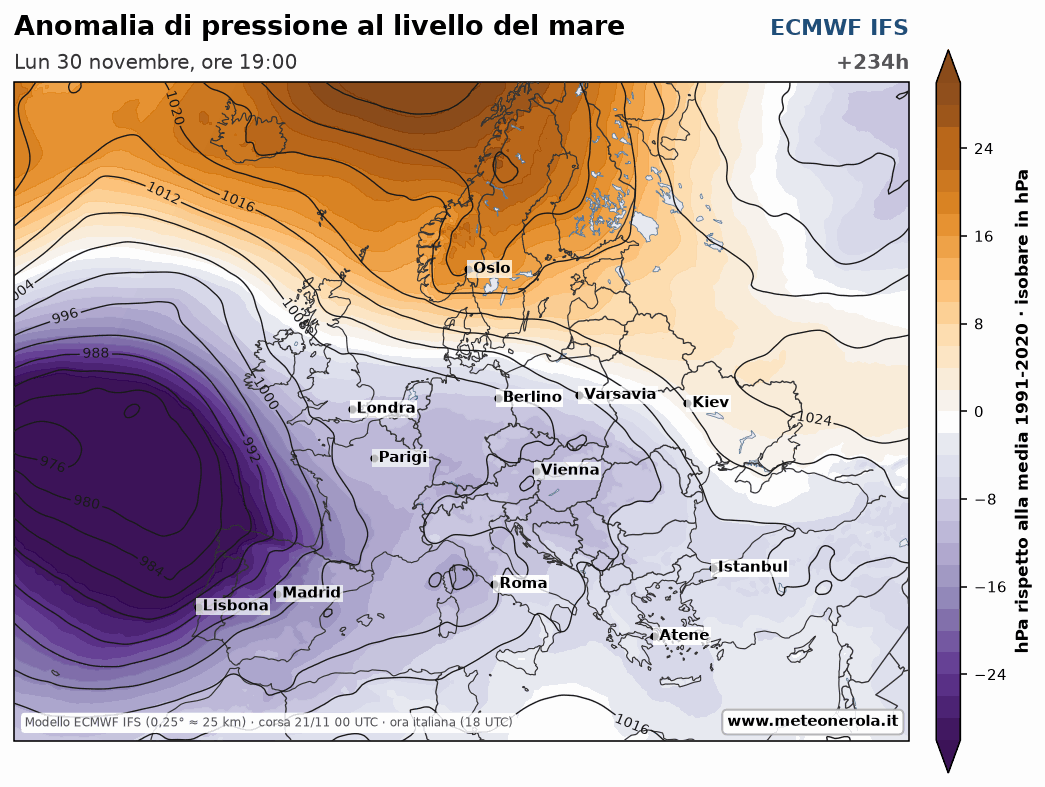 Anomalia di pressione al livello del mare
ECMWF IFS
Lun 30 novembre, ore 19:00
+234h
1020
1012
1016
Oslo
004
996
1008
988
1000
Londra
Berlino
Varsavia
Kiev
1024
992
Parigi
Vienna
976
980
984
Istanbul
Roma
Madrid
Lisbona
Atene
1016
Modello ECMWF IFS (0,25° ≈ 25 km) · corsa 21/11 00 UTC · ora italiana (18 UTC)
www.meteonerola.it
24
16
8
0
−8
−16
−24
hPa rispetto alla media 1991-2020 · isobare in hPa